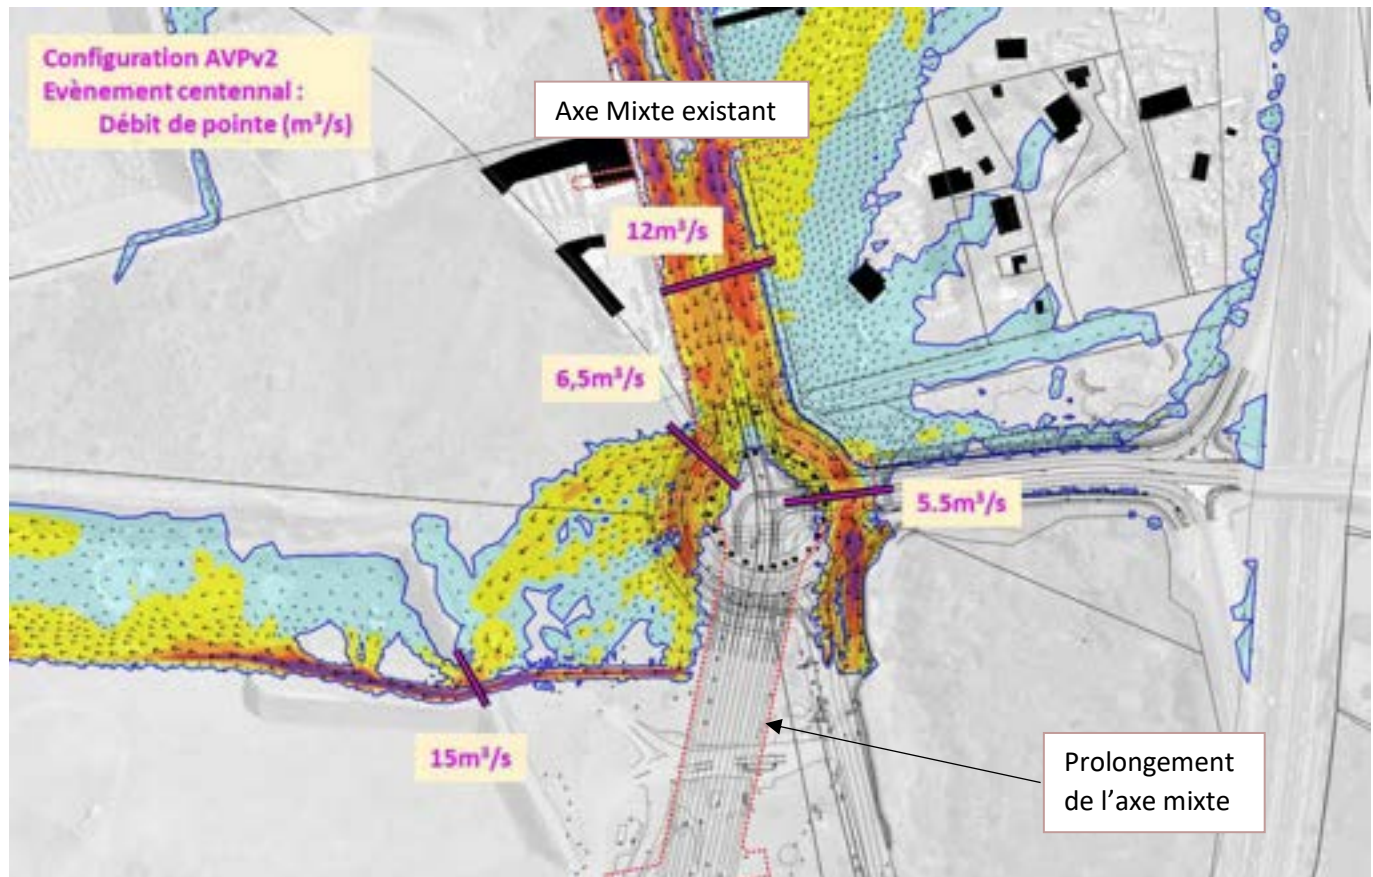 Configuration AVPv2
Evènement centennal :
Débit de pointe (m³/s)
Axe Mixte existant
12m³/s
6,5m³/s
5.5m³/s
15m³/s
Prolongement
de l’axe mixte